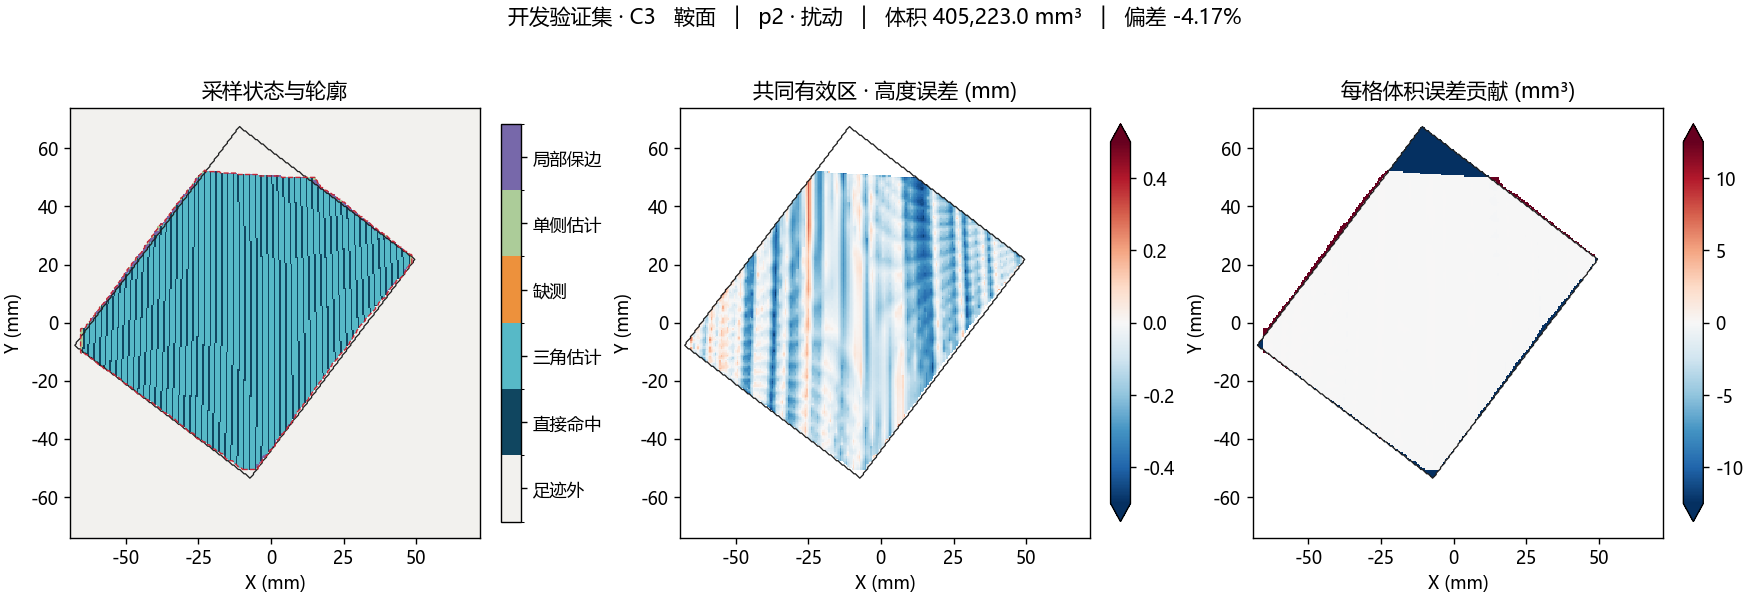 开发验证集 · C3 鞍面 | p2 · 扰动 | 体积 405,223.0 mm³ | 偏差 -4.17%
采样状态与轮廓
Y (mm)
60
40
20
0
-20
-40
-60
-50
-25
0
25
50
X (mm)
局部保边
单侧估计
缺测
三角估计
直接命中
足迹外
共同有效区 · 高度误差 (mm)
Y (mm)
60
40
20
0
-20
-40
-60
-50
-25
0
25
50
X (mm)
0.4
0.2
0.0
-0.2
-0.4
每格体积误差贡献 (mm³)
Y (mm)
60
40
20
0
-20
-40
-60
-50
-25
0
25
50
X (mm)
10
5
0
-5
-10